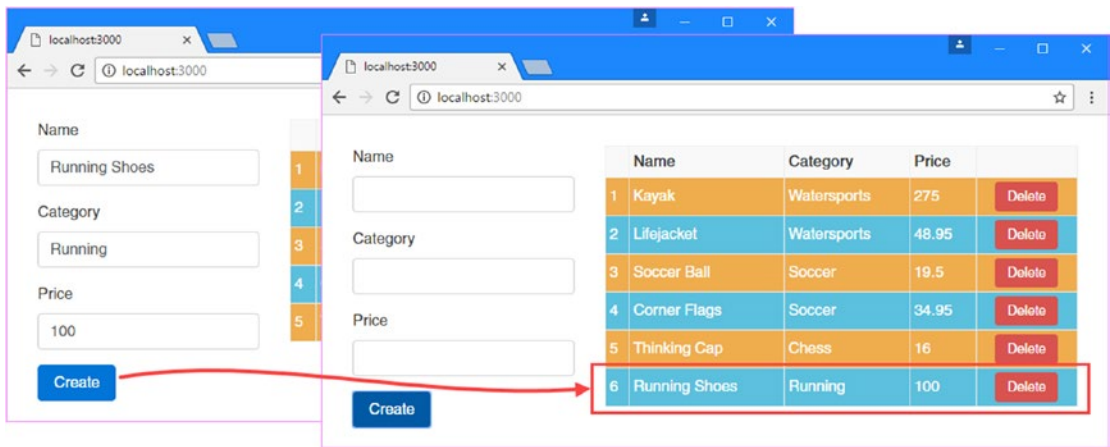 localhost:3000
localhost:3000
Name
Running Shoes
Category
Running
Price
100
Create
1
2
3
4
5
localhost:3000
localhost:3000
Name
Category
Price
Create
Name Category Price
1 Kayak Watersports 275 Delete
2 Lifejacket Watersports 48.95 Delete
3 Soccer Ball Soccer 19.5 Delete
4 Corner Flags Soccer 34.95 Delete
5 Thinking Cap Chess 16 Delete
6 Running Shoes Running 100 Delete